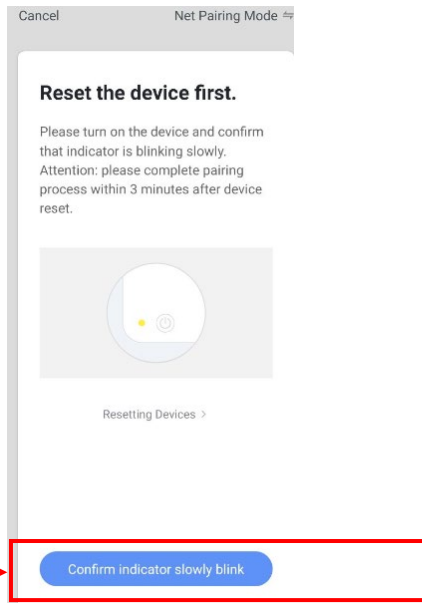 Cancel Net Pairing Mode
Reset the device first.
Please turn on the device and confirm
that indicator is blinking slowly.
Attention: please complete pairing
process within 3 minutes after device
reset.
Resetting Devices >
Confirm indicator slowly blink